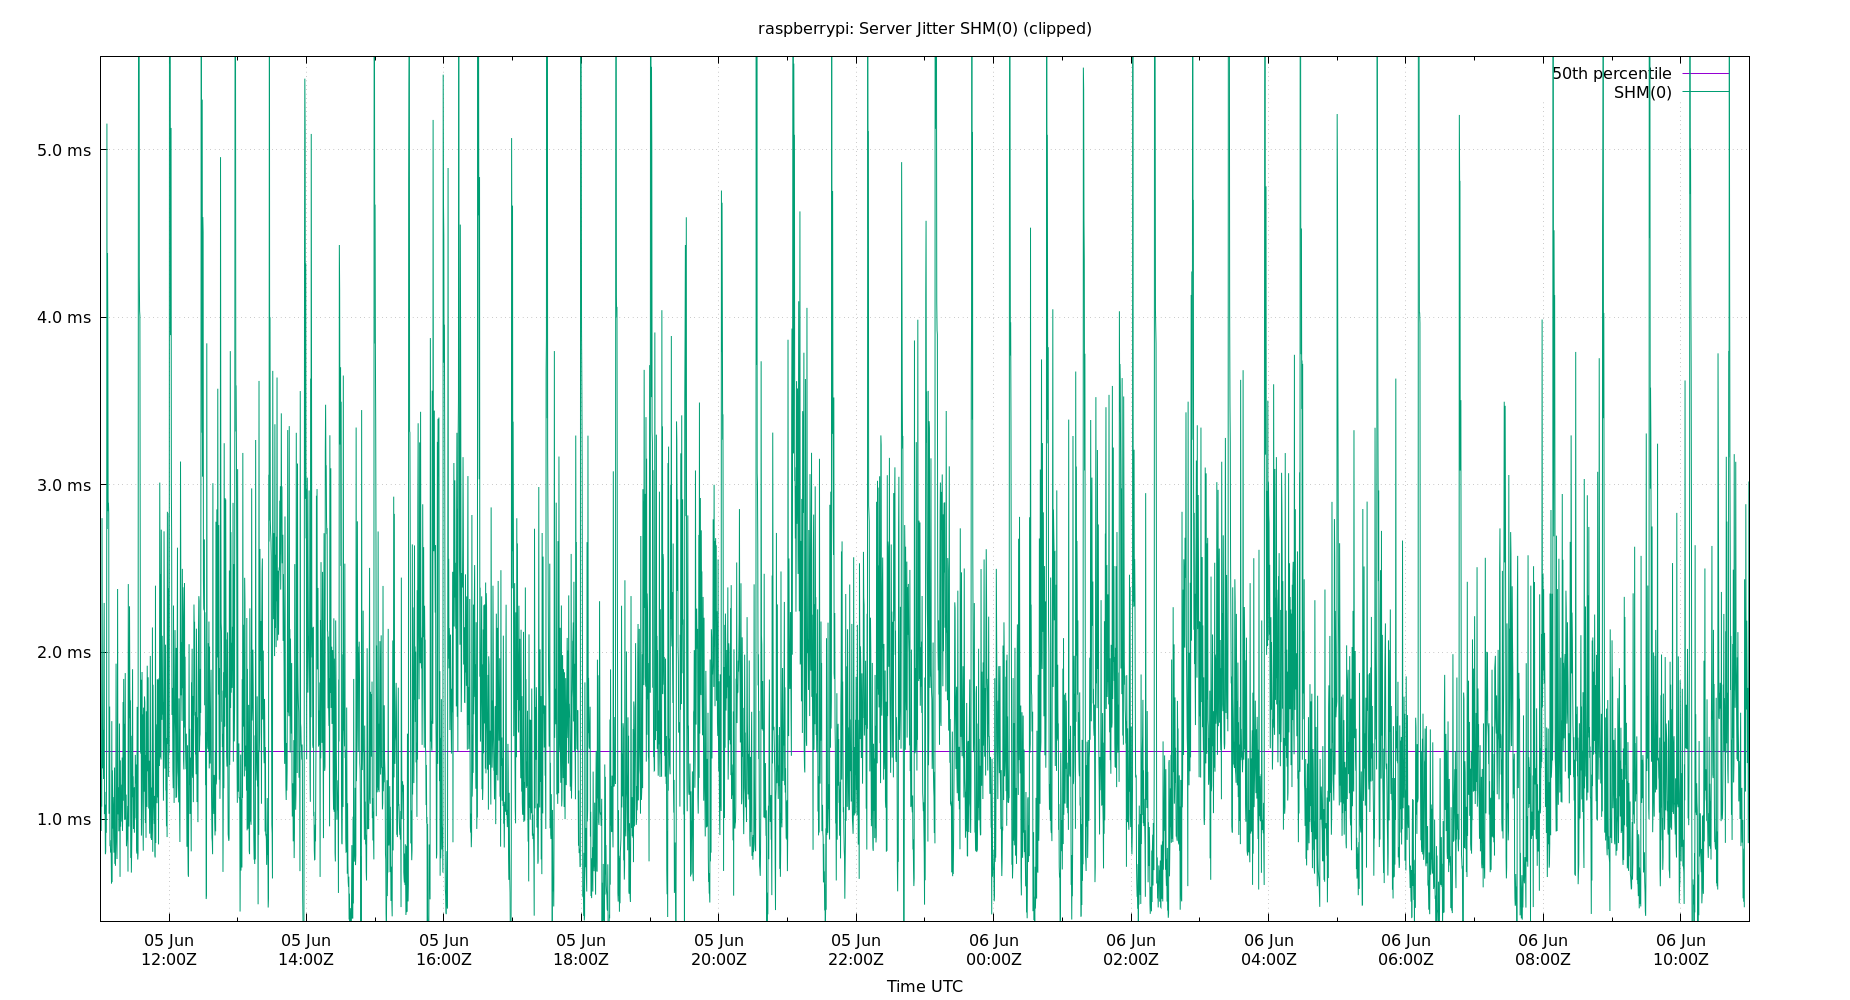 raspberrypi: Server Jitter SHM(0) (clipped)
50th percentile
SHM(0)
5.0 ms
4.0 ms
3.0 ms
2.0 ms
1.0 ms
05 Jun 05 Jun 05 Jun 05 Jun 05 Jun 05 Jun 06 Jun 06 Jun 06 Jun 06 Jun 06 Jun 06 Jun
12:00Z 14:00Z 16:00Z 18:00Z 20:00Z 22:00Z 00:00Z 02:00Z 04:00Z 06:00Z 08:00Z 10:00Z
Time UTC